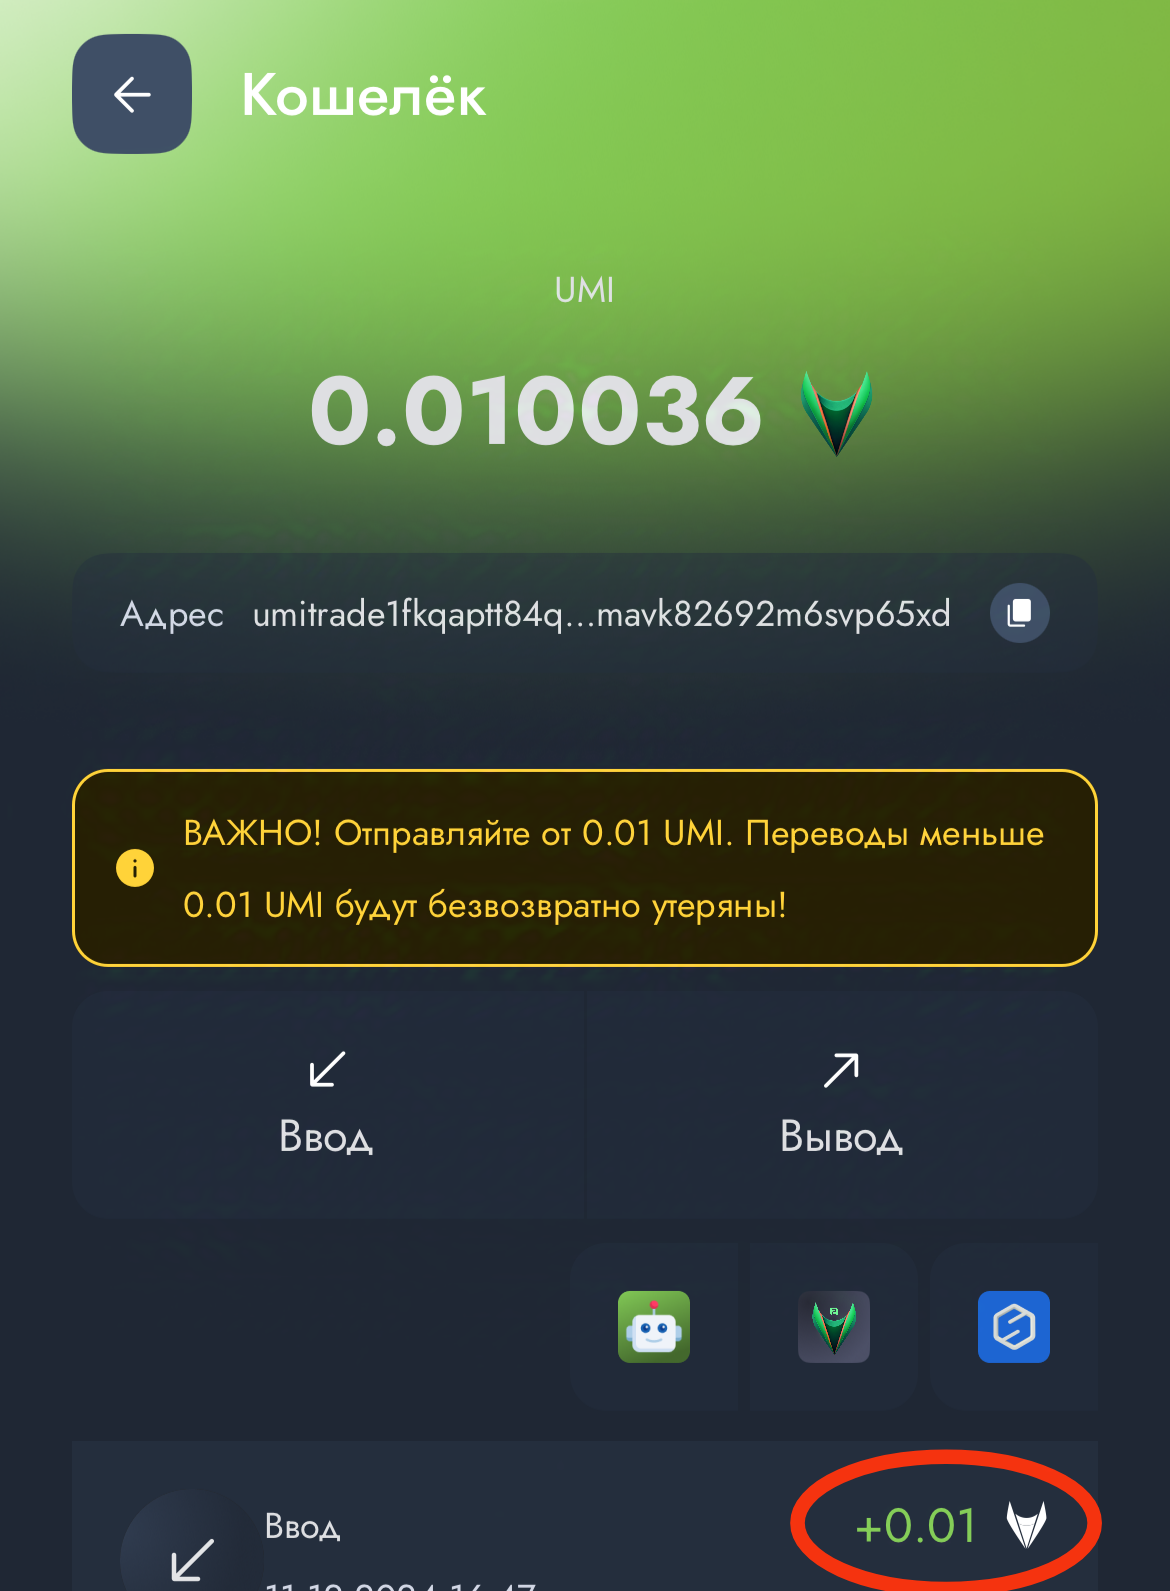 Кошелёк
UMI
0.010036
Адрес umitrade1fkqaptt84q...mavk82692m6svp65xd
ВАЖНО! Отправляйте от 0.01 UMI. Переводы меньше
0.01 UMI будут безвозвратно утеряны!
Ввод
Вывод
Ввод
+0.01